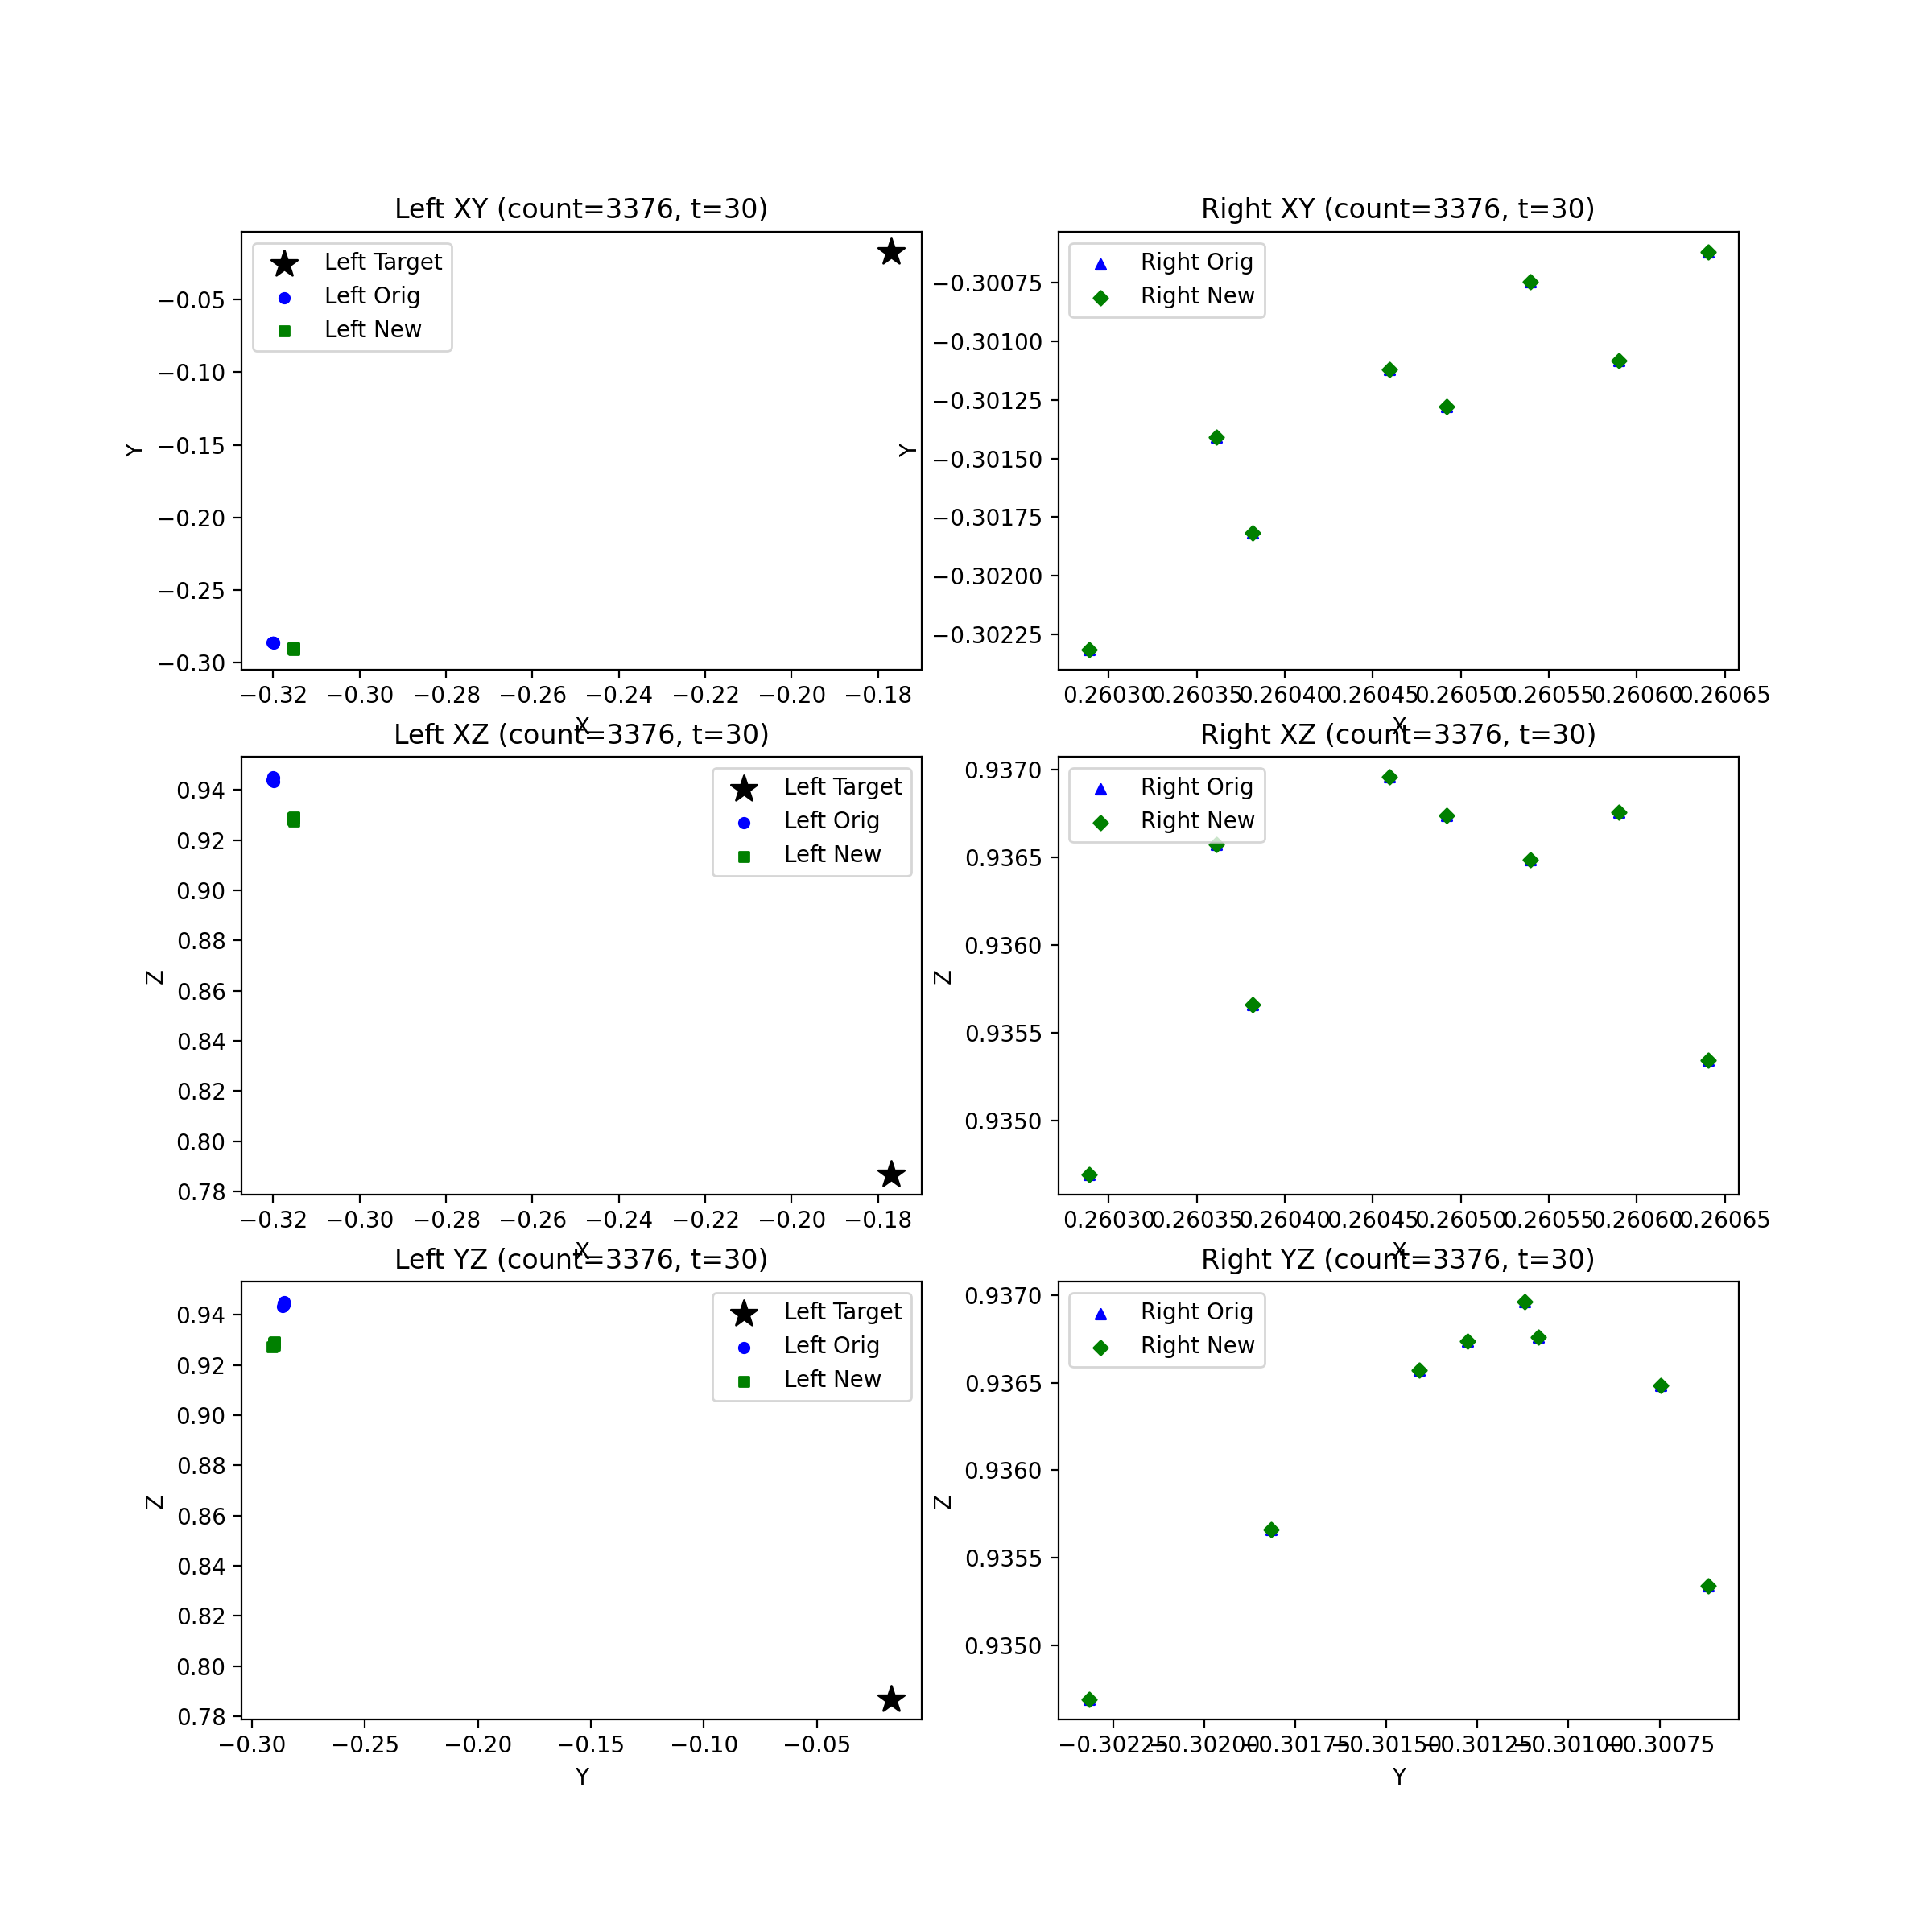 Left XY (count=3376, t=30)
Left Target
Left Orig
Left New
−0.05
−0.10
−0.15
−0.20
−0.25
−0.30
Y
−0.32 −0.30 −0.28 −0.26 −0.24 −0.22 −0.20 −0.18
X
Right XY (count=3376, t=30)
Right Orig
Right New
−0.30075
−0.30100
−0.30125
−0.30150
−0.30175
−0.30200
−0.30225
Y
0.26030 0.26035 0.26040 0.26045 0.26050 0.26055 0.26060 0.26065
X
Left XZ (count=3376, t=30)
Left Target
Left Orig
Left New
0.94
0.92
0.90
0.88
0.86
0.84
0.82
0.80
0.78
Z
−0.32 −0.30 −0.28 −0.26 −0.24 −0.22 −0.20 −0.18
X
Right XZ (count=3376, t=30)
Right Orig
Right New
0.9370
0.9365
0.9360
0.9355
0.9350
Z
0.26030 0.26035 0.26040 0.26045 0.26050 0.26055 0.26060 0.26065
X
Left YZ (count=3376, t=30)
Left Target
Left Orig
Left New
0.94
0.92
0.90
0.88
0.86
0.84
0.82
0.80
0.78
Z
−0.30 −0.25 −0.20 −0.15 −0.10 −0.05
Y
Right YZ (count=3376, t=30)
Right Orig
Right New
0.9370
0.9365
0.9360
0.9355
0.9350
Z
−0.30225 −0.30200 −0.30175 −0.30150 −0.30125 −0.30100 −0.30075
Y